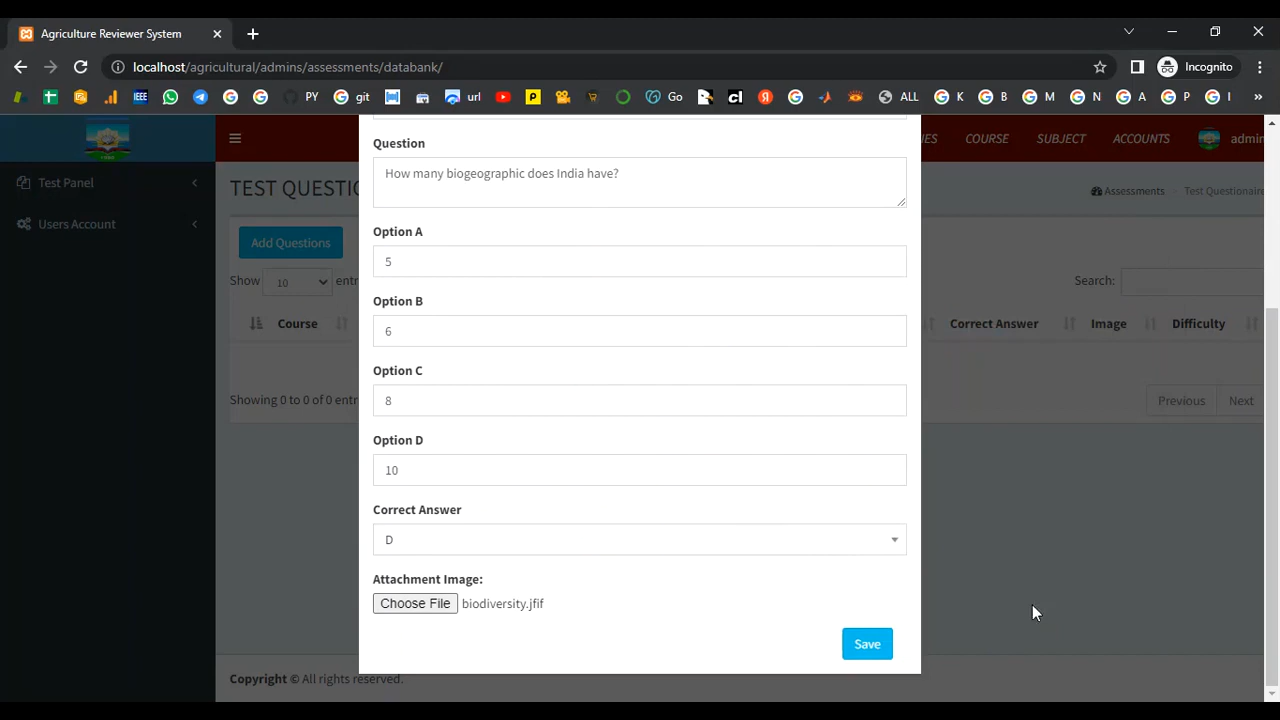 Agriculture Reviewer System
localhost/agricultural/admins/assessments/databank/
Incognito
IEEE PY git url P Go cl ALL K B M N A P I »
IES COURSE SUBJECT ACCOUNTS admin
Test Panel
Users Account
TEST QUESTIO
Assessments Test Questionaire
Add Questions
Show 10 entr
Search:
Course Correct Answer Image Difficulty
Showing 0 to 0 of 0 entr
Previous Next
Question
How many biogeographic does India have?
Option A
5
Option B
6
Option C
8
Option D
10
Correct Answer
D
Attachment Image:
Choose File biodiversity.jfif
Save
Copyright © All rights reserved.